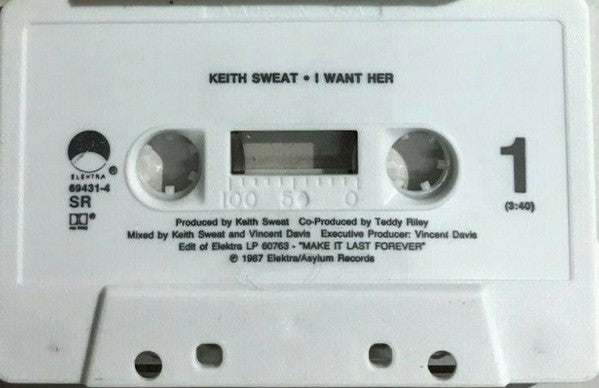 KEITH SWEAT • I WANT HER
ELEKTRA ®
69431-4
SR
®
HX PRO
100 50 0
1
(3:40)
Produced by Keith Sweat Co-Produced by Teddy Riley
Mixed by Keith Sweat and Vincent Davis Executive Producer: Vincent Davis
Edit of Elektra LP 60763 - "MAKE IT LAST FOREVER"
℗ 1987 Elektra/Asylum Records